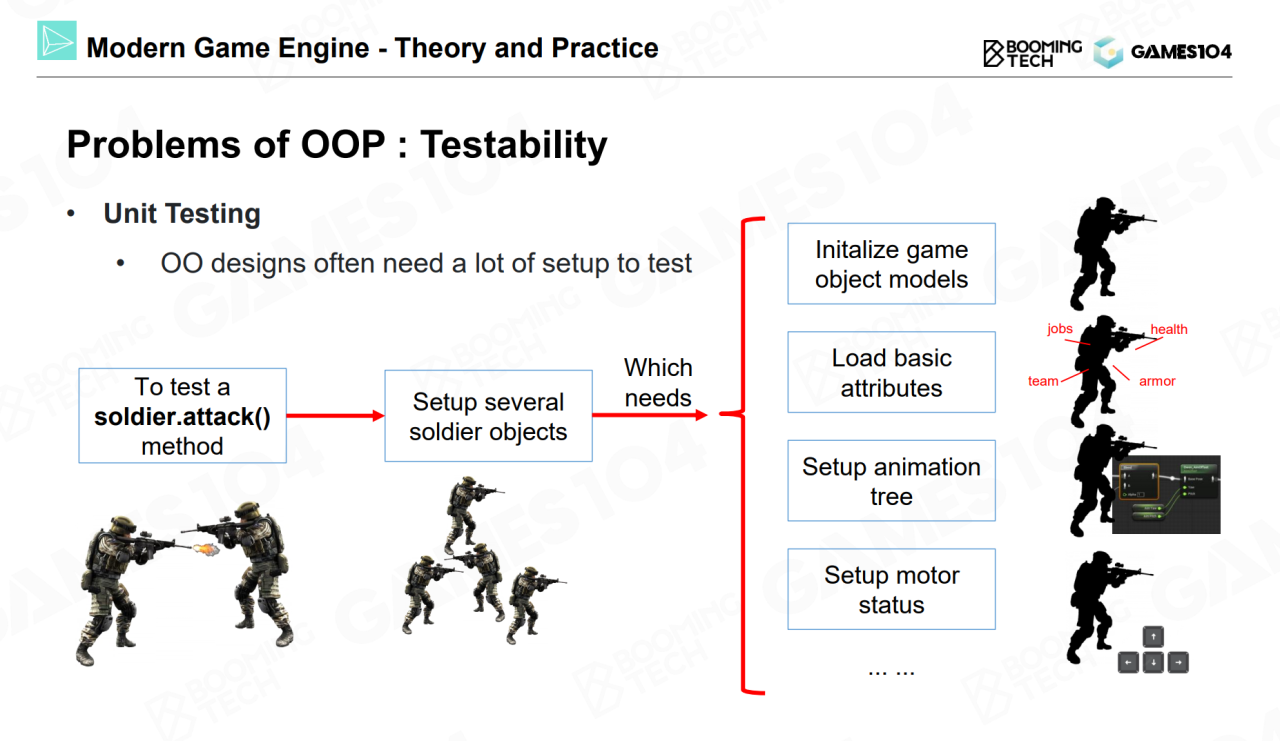 Modern Game Engine - Theory and Practice
BOOMING
TECH
GAMES104
Problems of OOP : Testability
• Unit Testing
• OO designs often need a lot of setup to test
To test a
soldier.attack()
method
Setup several
soldier objects
Which
needs
Initalize game
object models
Load basic
attributes
jobs
health
team
armor
Setup animation
tree
Setup motor
status
... ...